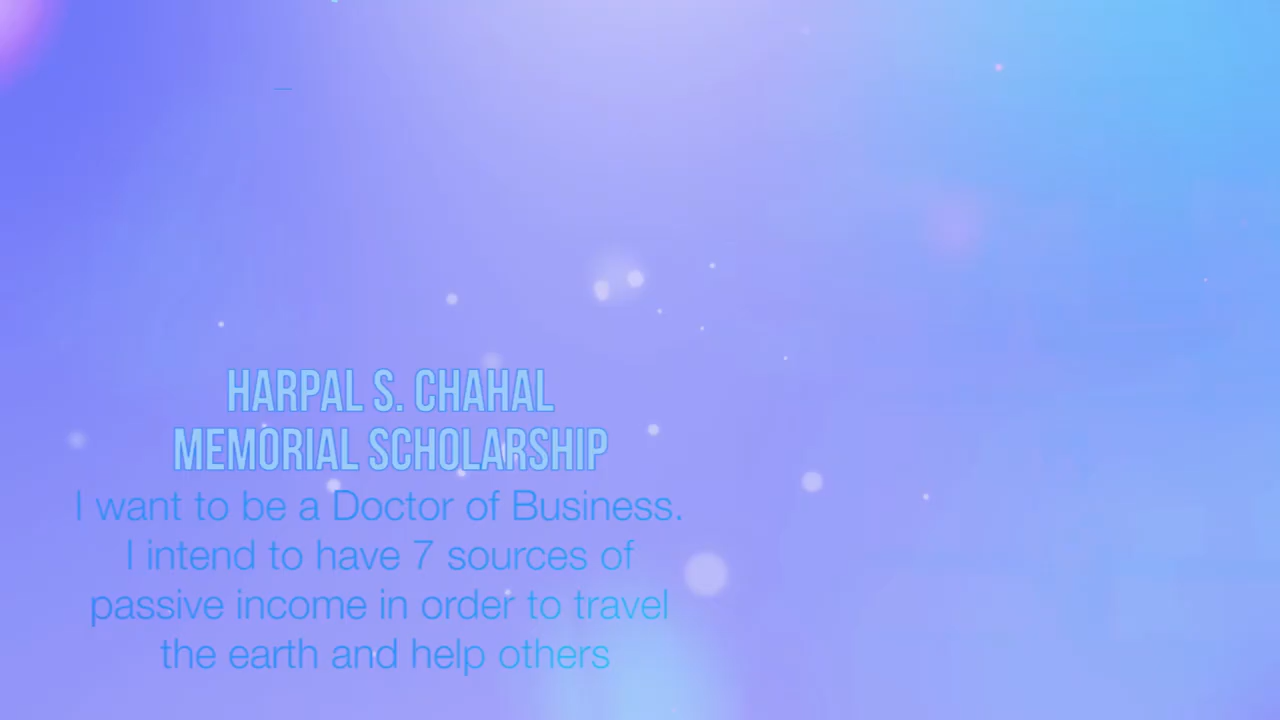 HARPAL S. CHAHAL
MEMORIAL SCHOLARSHIP
I want to be a Doctor of Business.
I intend to have 7 sources of
passive income in order to travel
the earth and help others